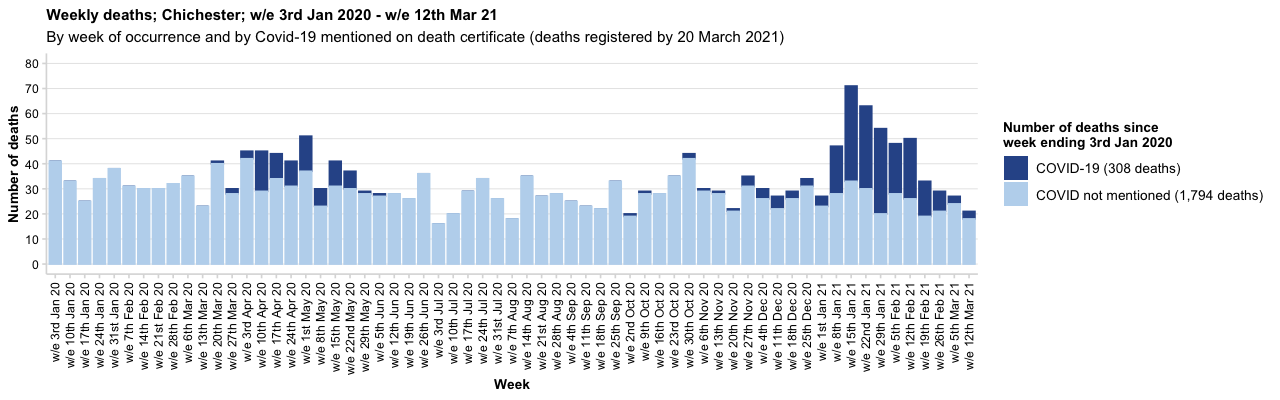 Weekly deaths; Chichester; w/e 3rd Jan 2020 - w/e 12th Mar 21
By week of occurrence and by Covid-19 mentioned on death certificate (deaths registered by 20 March 2021)
80
70
60
50
40
30
20
10
0
Number of deaths
w/e 3rd Jan 20
w/e 10th Jan 20
w/e 17th Jan 20
w/e 24th Jan 20
w/e 31st Jan 20
w/e 7th Feb 20
w/e 14th Feb 20
w/e 21st Feb 20
w/e 28th Feb 20
w/e 6th Mar 20
w/e 13th Mar 20
w/e 20th Mar 20
w/e 27th Mar 20
w/e 3rd Apr 20
w/e 10th Apr 20
w/e 17th Apr 20
w/e 24th Apr 20
w/e 1st May 20
w/e 8th May 20
w/e 15th May 20
w/e 22nd May 20
w/e 29th May 20
w/e 5th Jun 20
w/e 12th Jun 20
w/e 19th Jun 20
w/e 26th Jun 20
w/e 3rd Jul 20
w/e 10th Jul 20
w/e 17th Jul 20
w/e 24th Jul 20
w/e 31st Jul 20
w/e 7th Aug 20
w/e 14th Aug 20
w/e 21st Aug 20
w/e 28th Aug 20
w/e 4th Sep 20
w/e 11th Sep 20
w/e 18th Sep 20
w/e 25th Sep 20
w/e 2nd Oct 20
w/e 9th Oct 20
w/e 16th Oct 20
w/e 23rd Oct 20
w/e 30th Oct 20
w/e 6th Nov 20
w/e 13th Nov 20
w/e 20th Nov 20
w/e 27th Nov 20
w/e 4th Dec 20
w/e 11th Dec 20
w/e 18th Dec 20
w/e 25th Dec 20
w/e 1st Jan 21
w/e 8th Jan 21
w/e 15th Jan 21
w/e 22nd Jan 21
w/e 29th Jan 21
w/e 5th Feb 21
w/e 12th Feb 21
w/e 19th Feb 21
w/e 26th Feb 21
w/e 5th Mar 21
w/e 12th Mar 21
Week
Number of deaths since
week ending 3rd Jan 2020
COVID-19 (308 deaths)
COVID not mentioned (1,794 deaths)